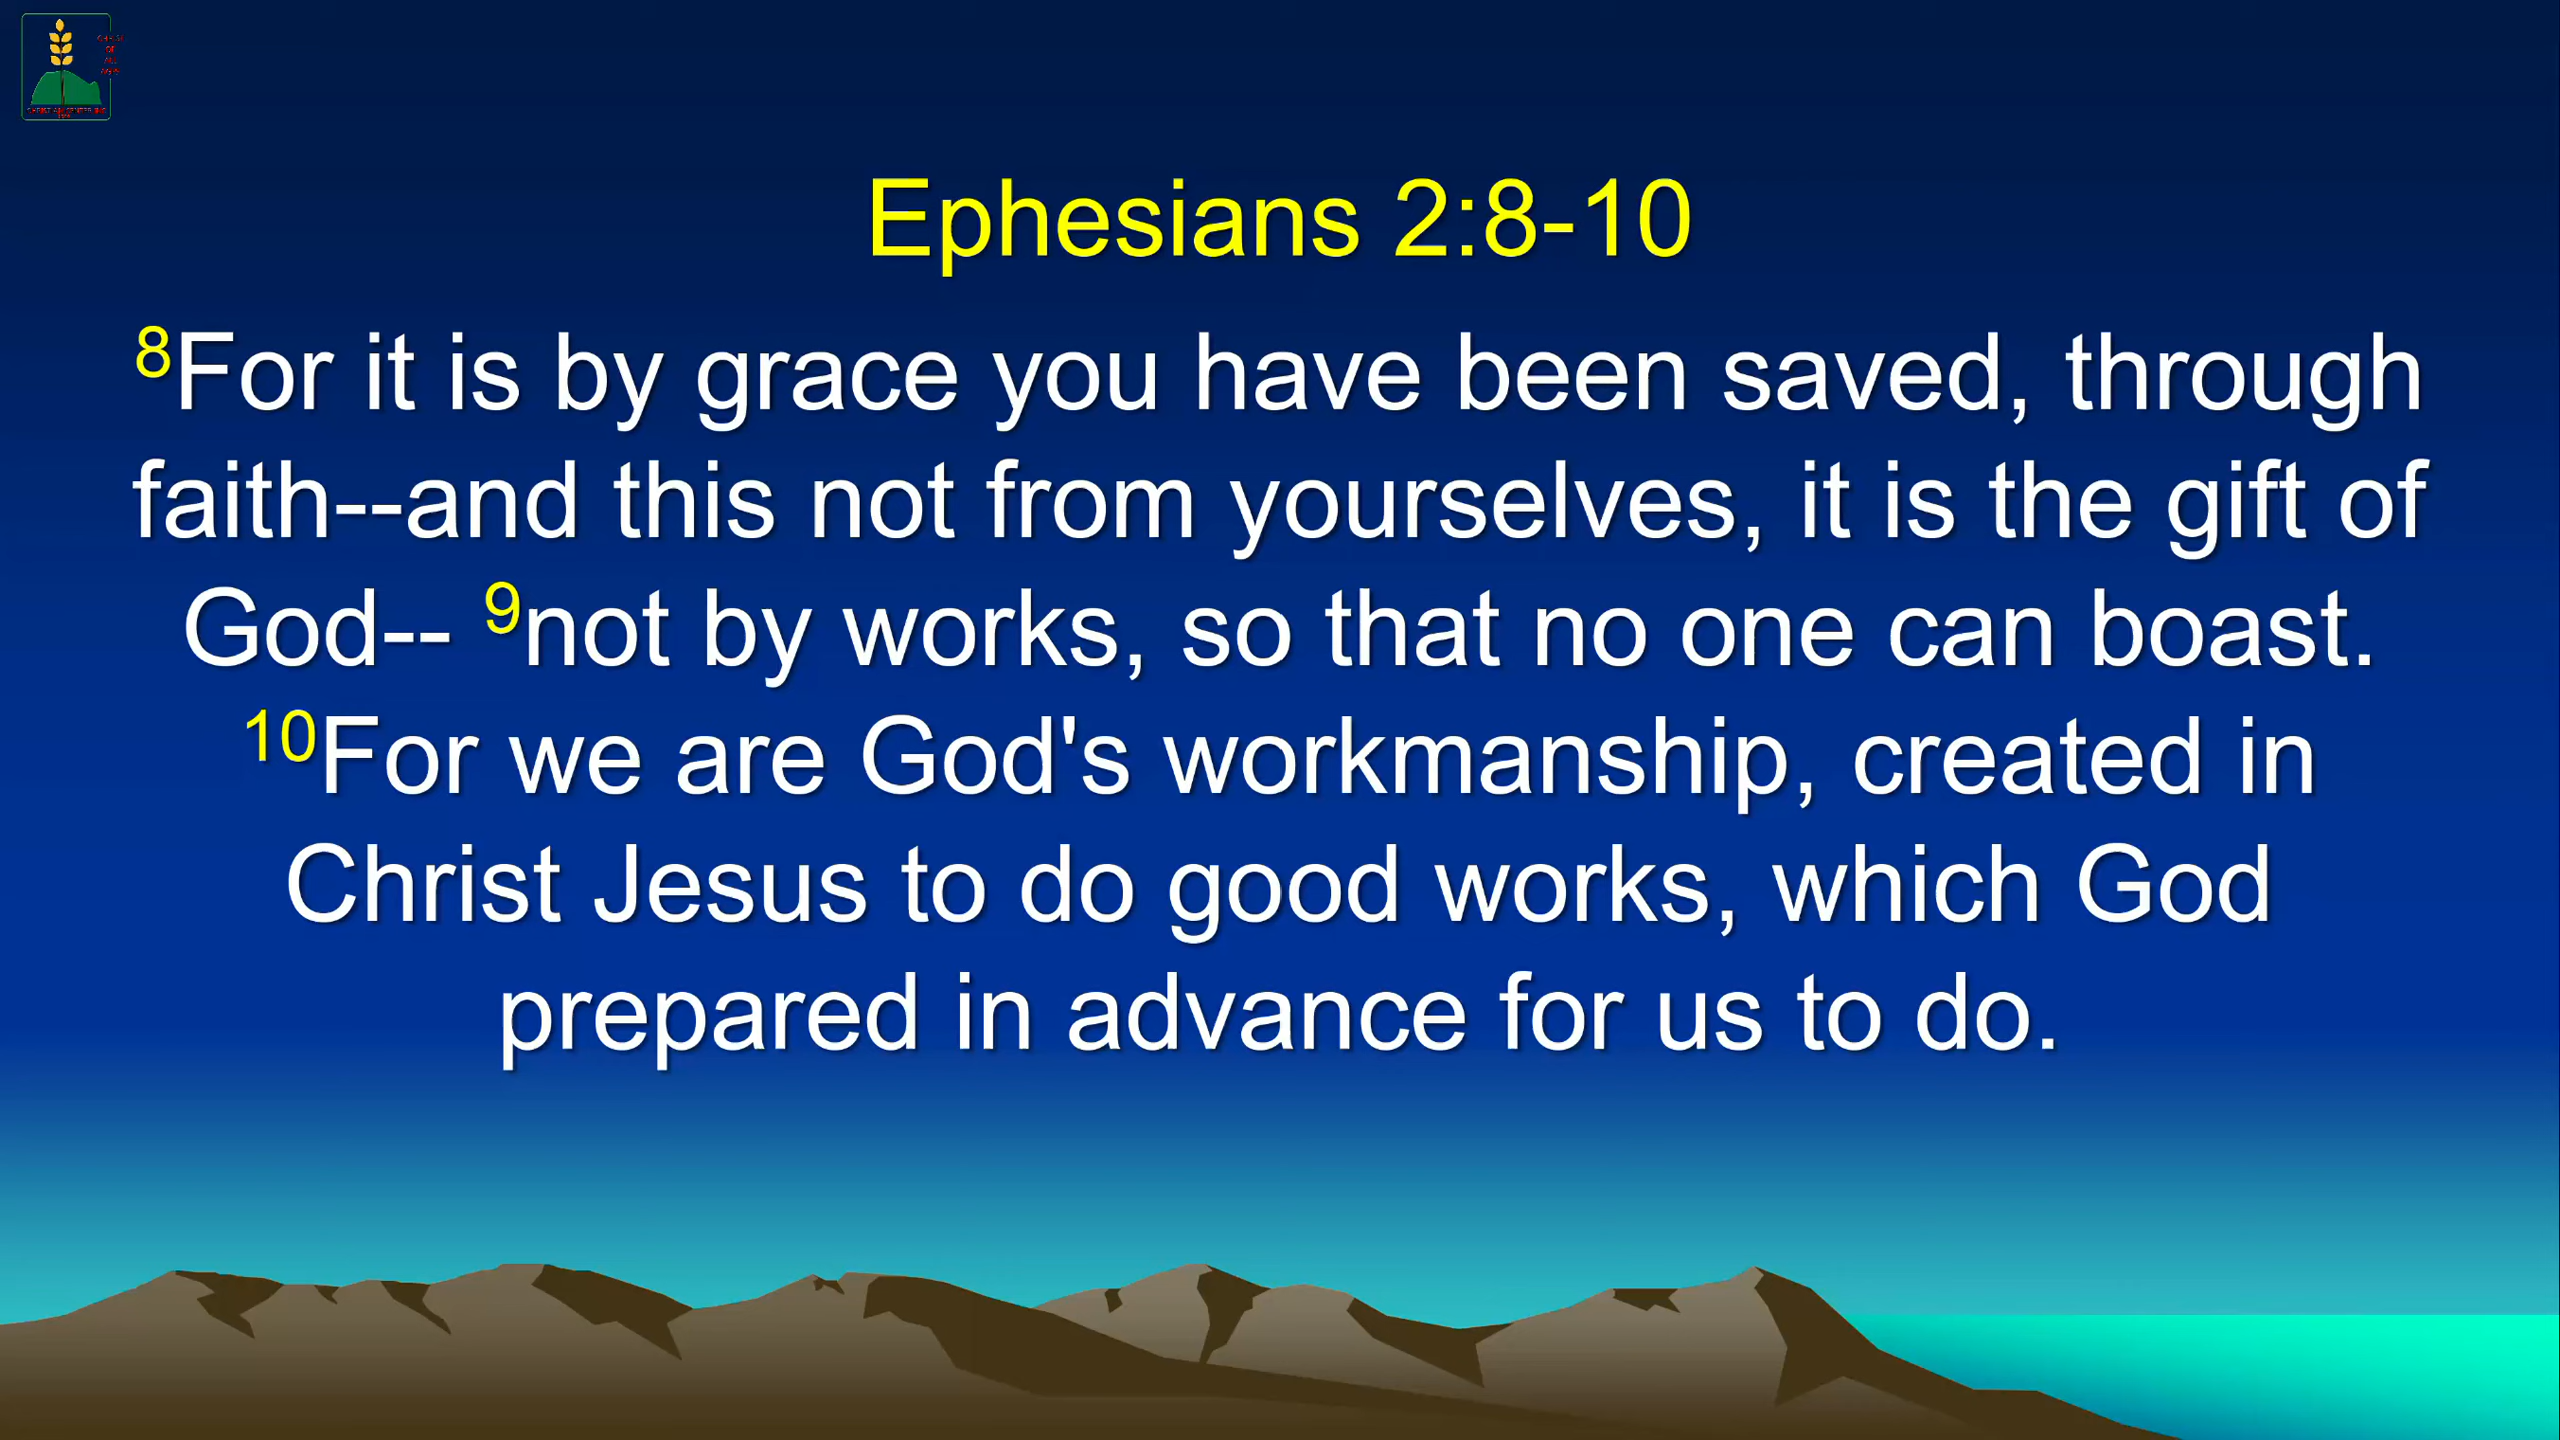 Ephesians 2:8-10
8For it is by grace you have been saved, through
faith--and this not from yourselves, it is the gift of
God-- 9not by works, so that no one can boast.
10For we are God's workmanship, created in
Christ Jesus to do good works, which God
prepared in advance for us to do.